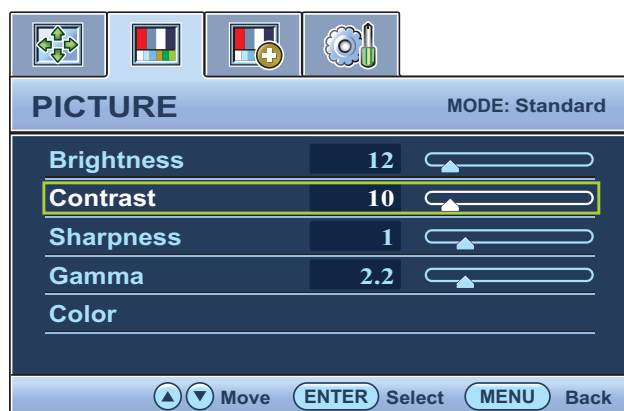 PICTURE MODE: Standard
Brightness 12
Contrast 10
Sharpness 1
Gamma 2.2
Color
Move ENTER Select MENU Back